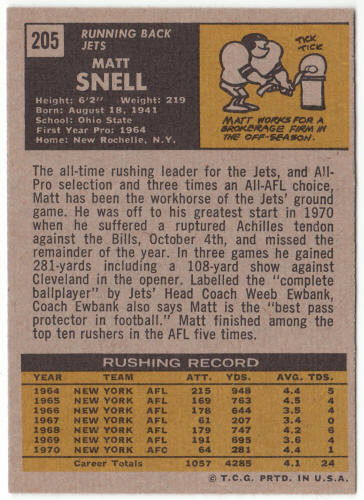 205
RUNNING BACK
JETS
MATT
SNELL
Height: 6'2" Weight: 219
Born: August 18, 1941
School: Ohio State
First Year Pro: 1964
Home: New Rochelle, N.Y.
TICK
TICK
MATT WORKS FOR A
BROKERAGE FIRM IN
THE OFF-SEASON.
The all-time rushing leader for the Jets, and All-
Pro selection and three times an All-AFL choice,
Matt has been the workhorse of the Jets' ground
game. He was off to his greatest start in 1970
when he suffered a ruptured Achilles tendon
against the Bills, October 4th, and missed the
remainder of the year. In three games he gained
281-yards including a 108-yard show against
Cleveland in the opener. Labelled the "complete
ballplayer" by Jets' Head Coach Weeb Ewbank,
Coach Ewbank also says Matt is the "best pass
protector in football." Matt finished among the
top ten rushers in the AFL five times.
RUSHING RECORD
YEAR TEAM ATT. YDS. AVG. TDS.
1964 NEW YORK AFL 215 948 4.4 5
1965 NEW YORK AFL 169 763 4.5 4
1966 NEW YORK AFL 178 644 3.5 4
1967 NEW YORK AFL 61 207 3.4 0
1968 NEW YORK AFL 179 747 4.2 6
1969 NEW YORK AFL 191 695 3.6 4
1970 NEW YORK AFC 64 281 4.4 1
Career Totals 1057 4285 4.1 24
© T.C.G. PRTD. IN U.S.A.